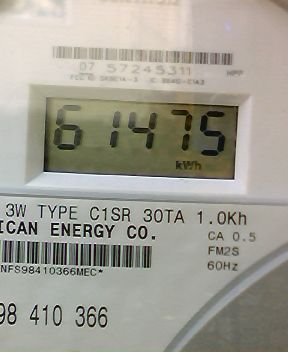 07 57245311 HPP
61475
kWh
3W TYPE C1SR 30TA 1.0Kh
ICAN ENERGY CO.
CA 0.5
FM2S
60Hz
NFS98410366MEC*
98 410 366